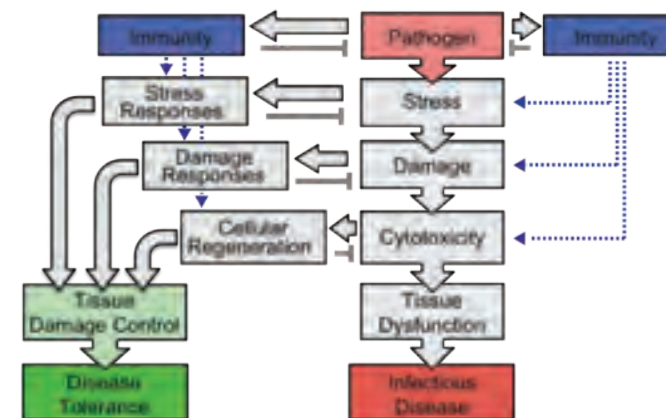 Immunity
Pathogen
Immunity
Stress
Responses
Stress
Damage
Responses
Damage
Cellular
Regeneration
Cytotoxicity
Tissue
Damage Control
Tissue
Dysfunction
Disease
Tolerance
Infectious
Disease